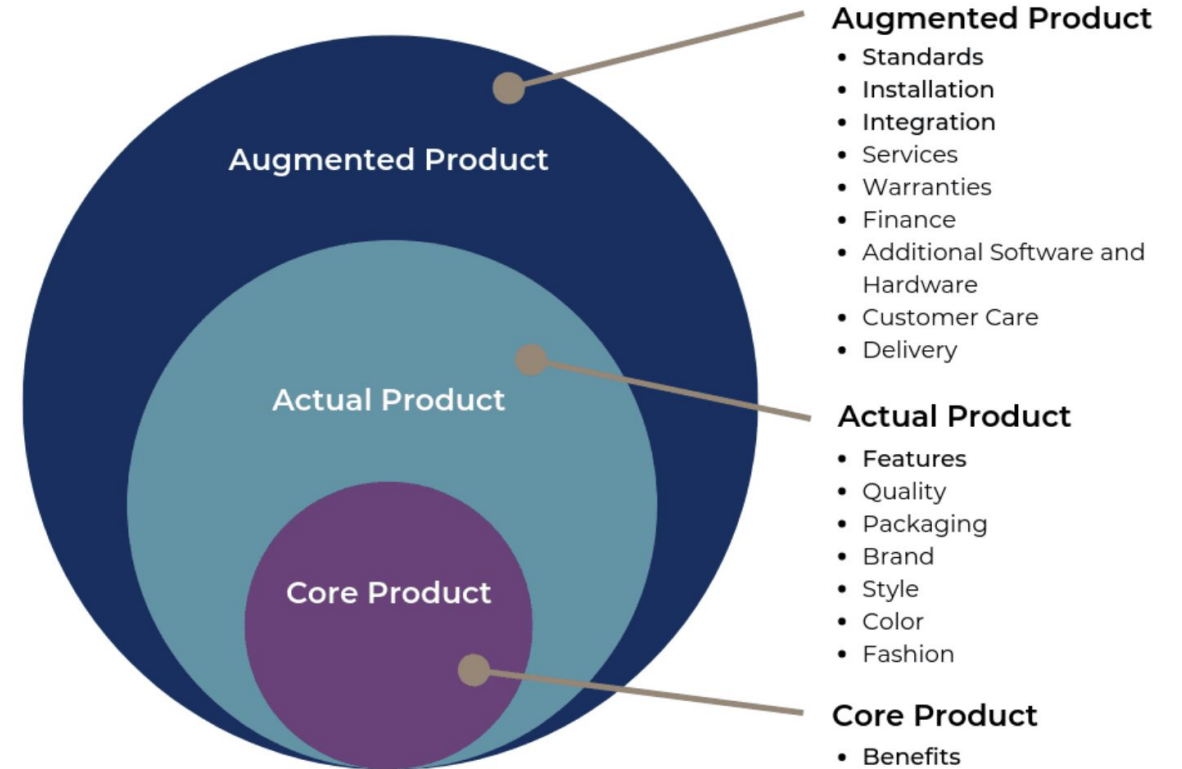 Augmented Product
• Standards
• Installation
• Integration
• Services
• Warranties
• Finance
• Additional Software and
Hardware
• Customer Care
• Delivery
Actual Product
• Features
• Quality
• Packaging
• Brand
• Style
• Color
• Fashion
Core Product
• Benefits
Augmented Product
Actual Product
Core Product